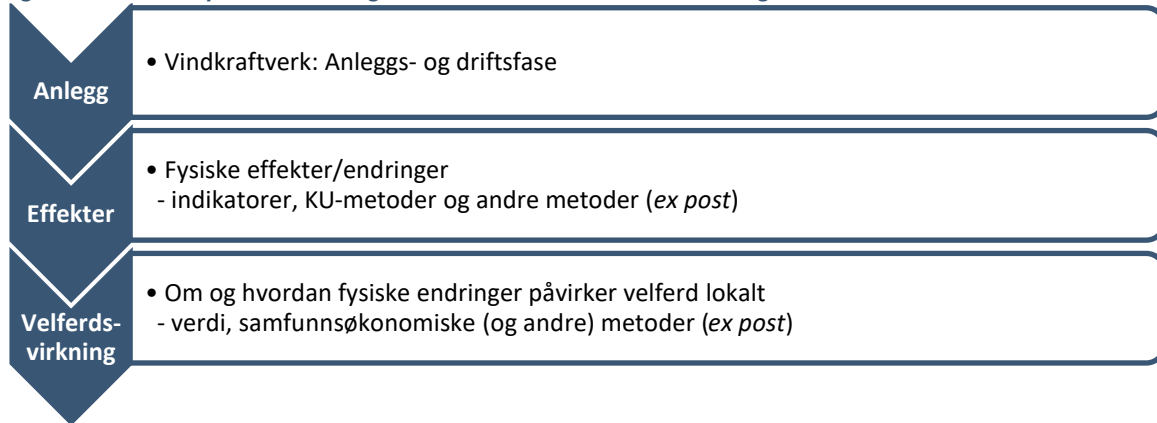 Anlegg
• Vindkraftverk: Anleggs- og driftsfase
Effekter
• Fysiske effekter/endringer
- indikatorer, KU-metoder og andre metoder (ex post)
Velferds-
virkning
• Om og hvordan fysiske endringer påvirker velferd lokalt
- verdi, samfunnsøkonomiske (og andre) metoder (ex post)